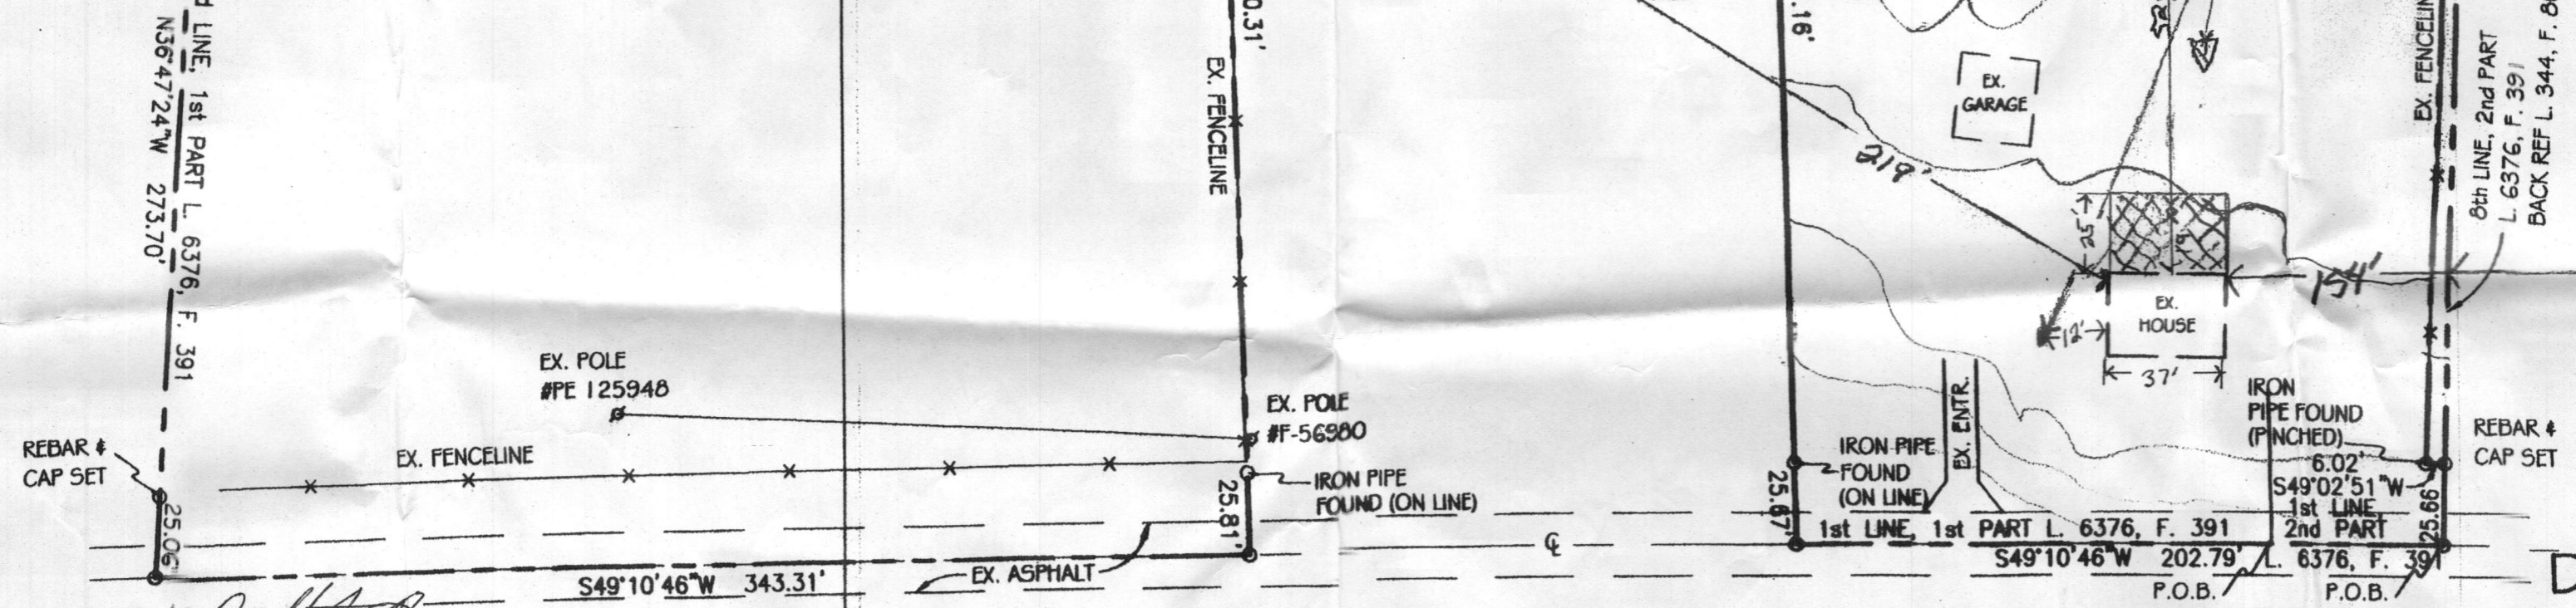 LINE, 1st PART L. 6376, F. 391
N36°47'24"W 273.70'
REBAR &
CAP SET
25.06'
EX. FENCELINE
EX. POLE
#PE 125948
S49°10'46"W 343.31'
EX. ASPHALT
0.31'
EX. FENCELINE
EX. POLE
#F-56980
IRON PIPE
FOUND (ON LINE)
25.81'
℄
.16'
219'
EX.
GARAGE
52'
25'
EX.
HOUSE
12'
37'
154'
EX. ENTR.
IRON PIPE
FOUND
(ON LINE)
25.67'
1st LINE, 1st PART L. 6376, F. 391
S49°10'46"W 202.79'
P.O.B.
IRON
PIPE FOUND
(PINCHED)
6.02'
S49°02'51"W
1st LINE
2nd PART
L. 6376, F. 391
P.O.B.
25.66'
EX. FENCELIN
8th LINE, 2nd PART
L. 6376, F. 391
BACK REF L. 344, F. 8
REBAR &
CAP SET